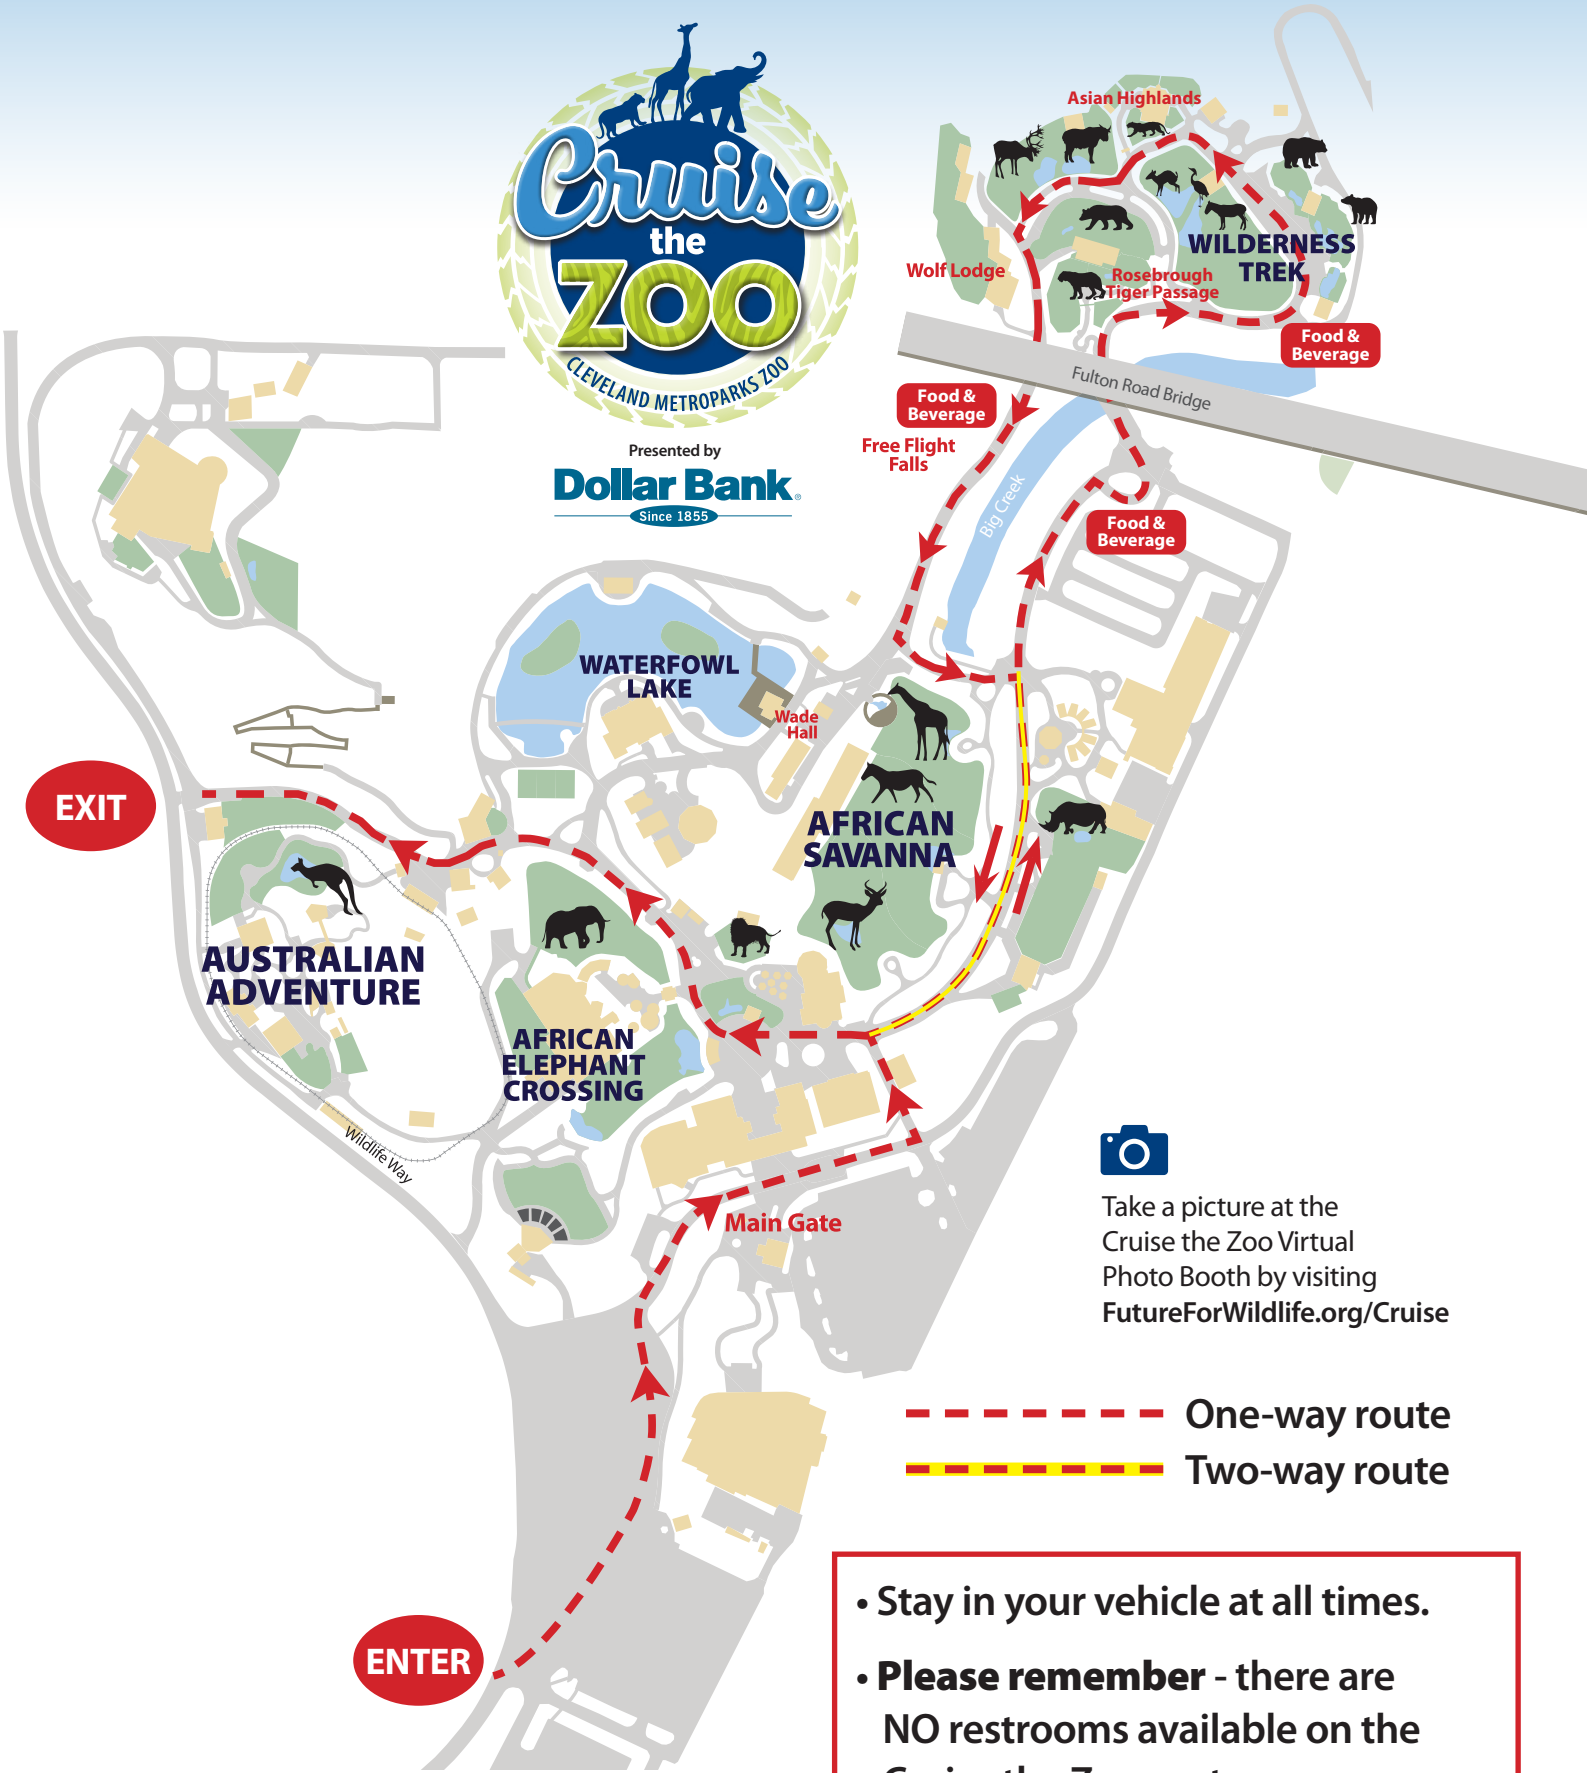 Cruise
the
ZOO
CLEVELAND METROPARKS ZOO
Presented by
Dollar Bank®
Since 1855
Asian Highlands
WILDERNESS
TREK
Wolf Lodge
Rosebrough
Tiger Passage
Food &
Beverage
Fulton Road Bridge
Food &
Beverage
Free Flight
Falls
Big Creek
Food &
Beverage
WATERFOWL
LAKE
Wade
Hall
EXIT
AFRICAN
SAVANNA
AUSTRALIAN
ADVENTURE
AFRICAN
ELEPHANT
CROSSING
Wildlife Way
Main Gate
Take a picture at the
Cruise the Zoo Virtual
Photo Booth by visiting
FutureForWildlife.org/Cruise
One-way route
Two-way route
ENTER
• Stay in your vehicle at all times.
• Please remember - there are
NO restrooms available on the